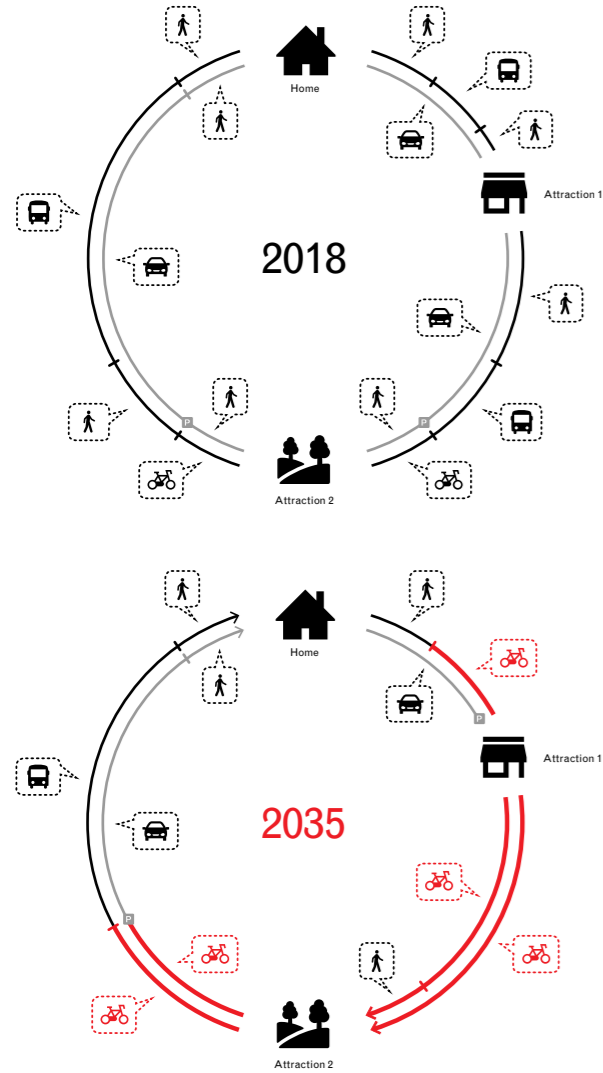 Home
Attraction 1
2018
P
P
Attraction 2
Home
P
Attraction 1
2035
P
Attraction 2